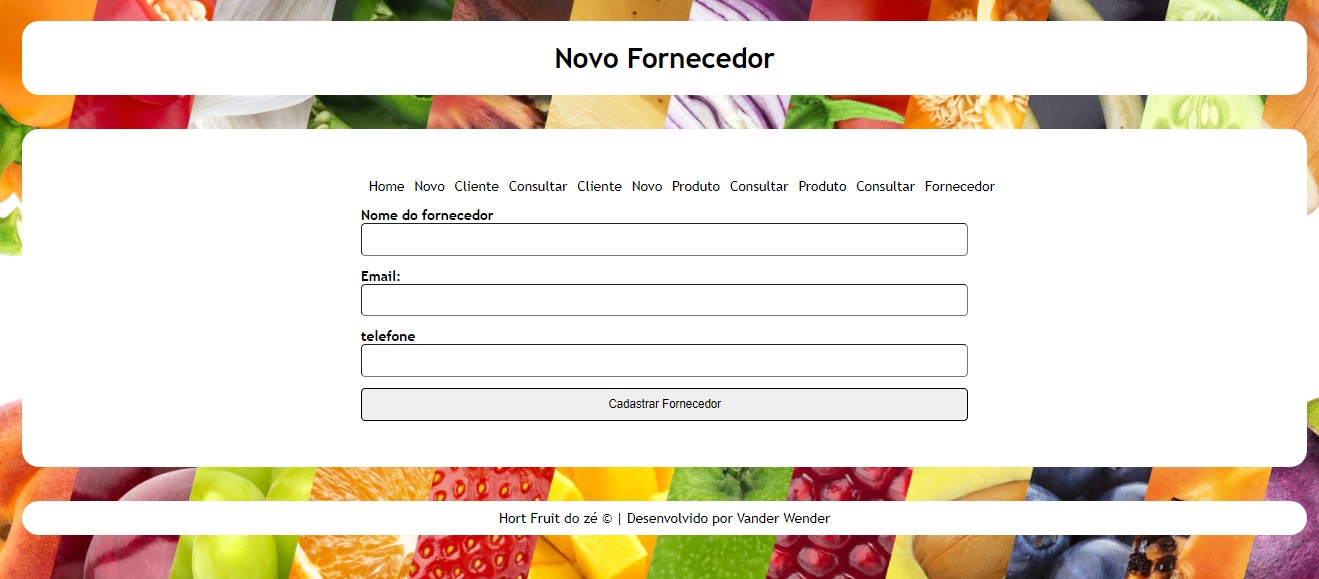 Novo Fornecedor
Home Novo Cliente Consultar Cliente Novo Produto Consultar Produto Consultar Fornecedor
Nome do fornecedor
Email:
telefone
Cadastrar Fornecedor
Hort Fruit do zé © | Desenvolvido por Vander Wender